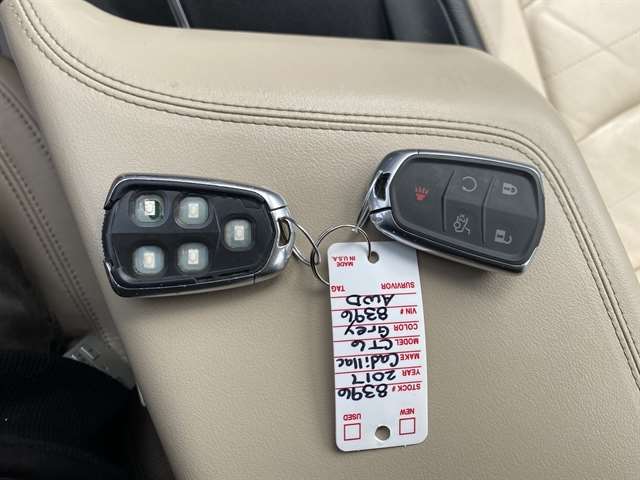 MADE
IN U.S.A.
SURVIVOR TAG
AWD
VIN # 8396
COLOR Grey
MODEL CT6
MAKE Cadillac
YEAR 2017
STOCK # 8396
NEW USED